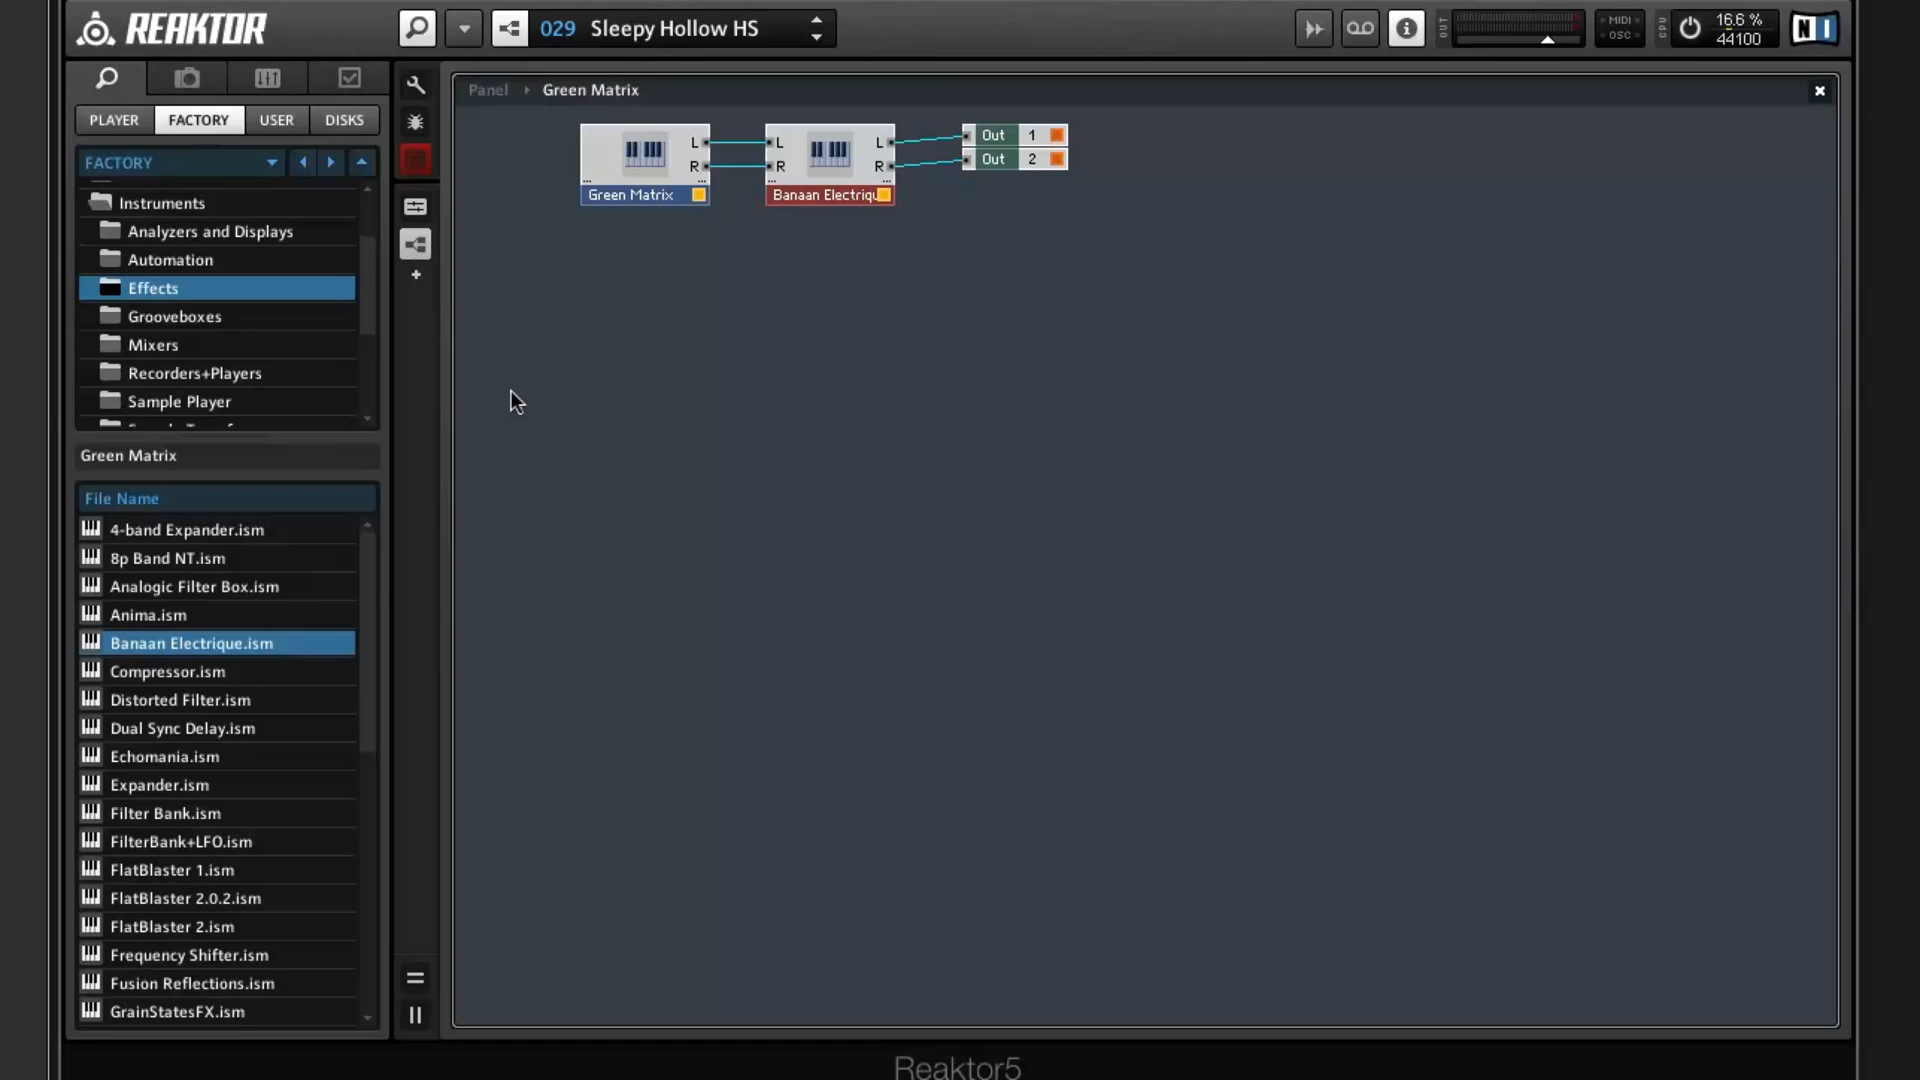 REAKTOR
029 Sleepy Hollow HS
OUT
MIDI
OSC
CPU
16.6 %
44100
NI
PLAYER FACTORY USER DISKS
FACTORY
Instruments
Analyzers and Displays
Automation
Effects
Grooveboxes
Mixers
Recorders+Players
Sample Player
Green Matrix
File Name
4-band Expander.ism
8p Band NT.ism
Analogic Filter Box.ism
Anima.ism
Banaan Electrique.ism
Compressor.ism
Distorted Filter.ism
Dual Sync Delay.ism
Echomania.ism
Expander.ism
Filter Bank.ism
FilterBank+LFO.ism
FlatBlaster 1.ism
FlatBlaster 2.0.2.ism
FlatBlaster 2.ism
Frequency Shifter.ism
Fusion Reflections.ism
GrainStatesFX.ism
Panel Green Matrix
L
R
Green Matrix
L L
R R
Banaan Electriqu
Out 1
Out 2
Reaktor5